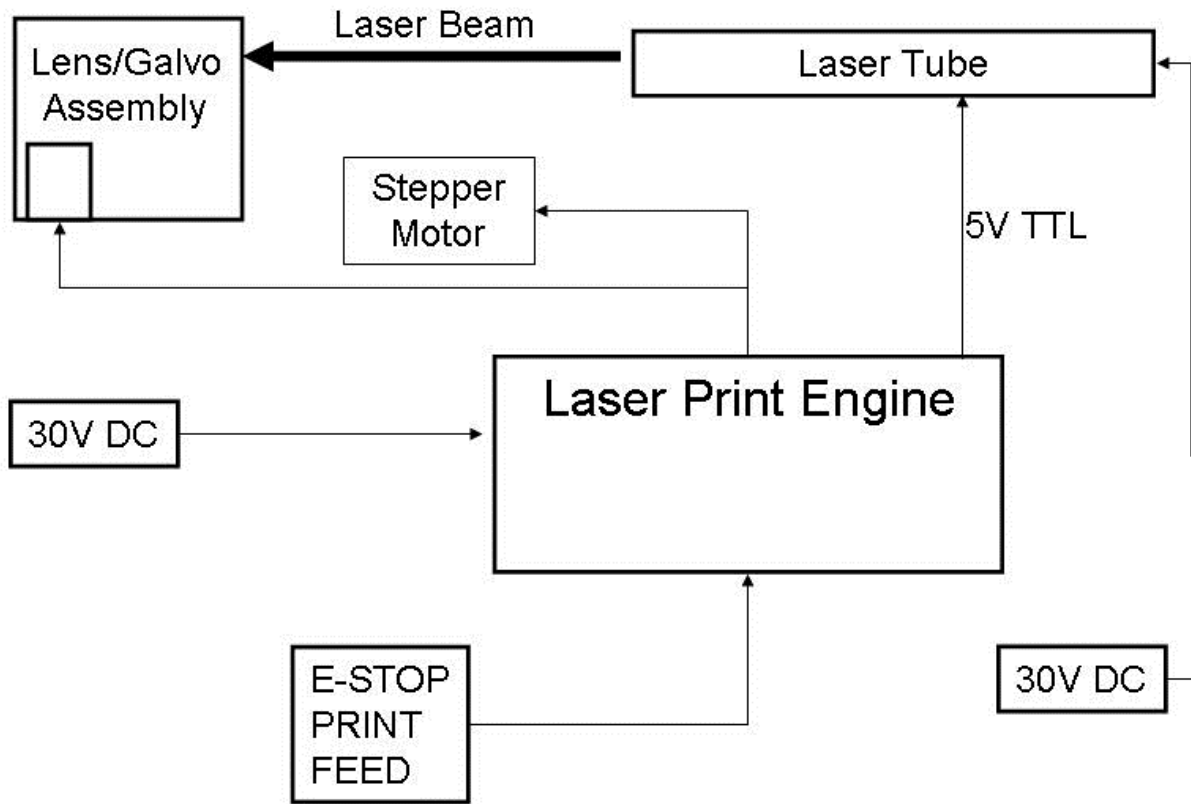 Laser Beam
Lens/Galvo
Assembly
Laser Tube
Stepper
Motor
5V TTL
Laser Print Engine
30V DC
E-STOP
PRINT
FEED
30V DC